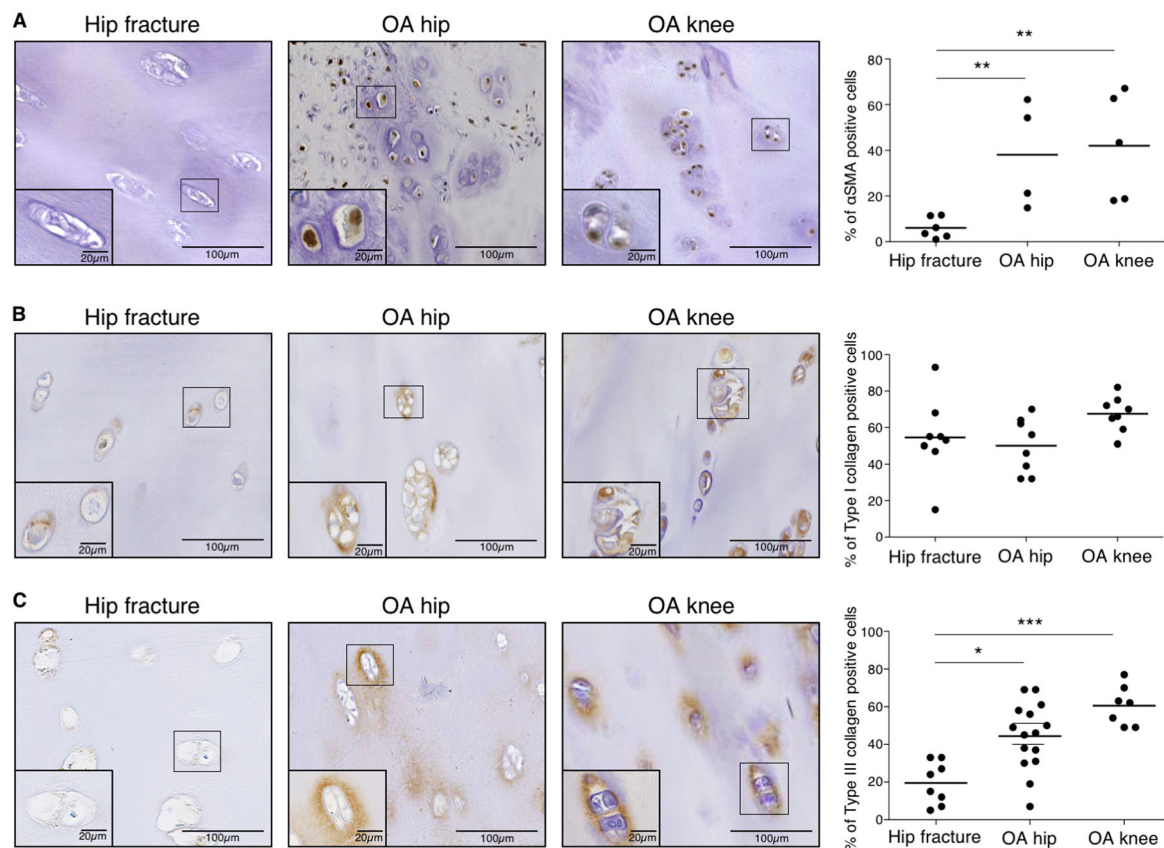 A
Hip fracture
OA hip
OA knee
20µm
100µm
20µm
100µm
20µm
100µm
% of αSMA positive cells
80
60
40
20
0
**
**
Hip fracture
OA hip
OA knee
B
Hip fracture
OA hip
OA knee
20µm
100µm
20µm
100µm
20µm
100µm
% of Type I collagen positive cells
100
80
60
40
20
0
Hip fracture
OA hip
OA knee
C
Hip fracture
OA hip
OA knee
20µm
100µm
20µm
100µm
20µm
100µm
% of Type III collagen positive cells
100
80
60
40
20
0
***
*
Hip fracture
OA hip
OA knee